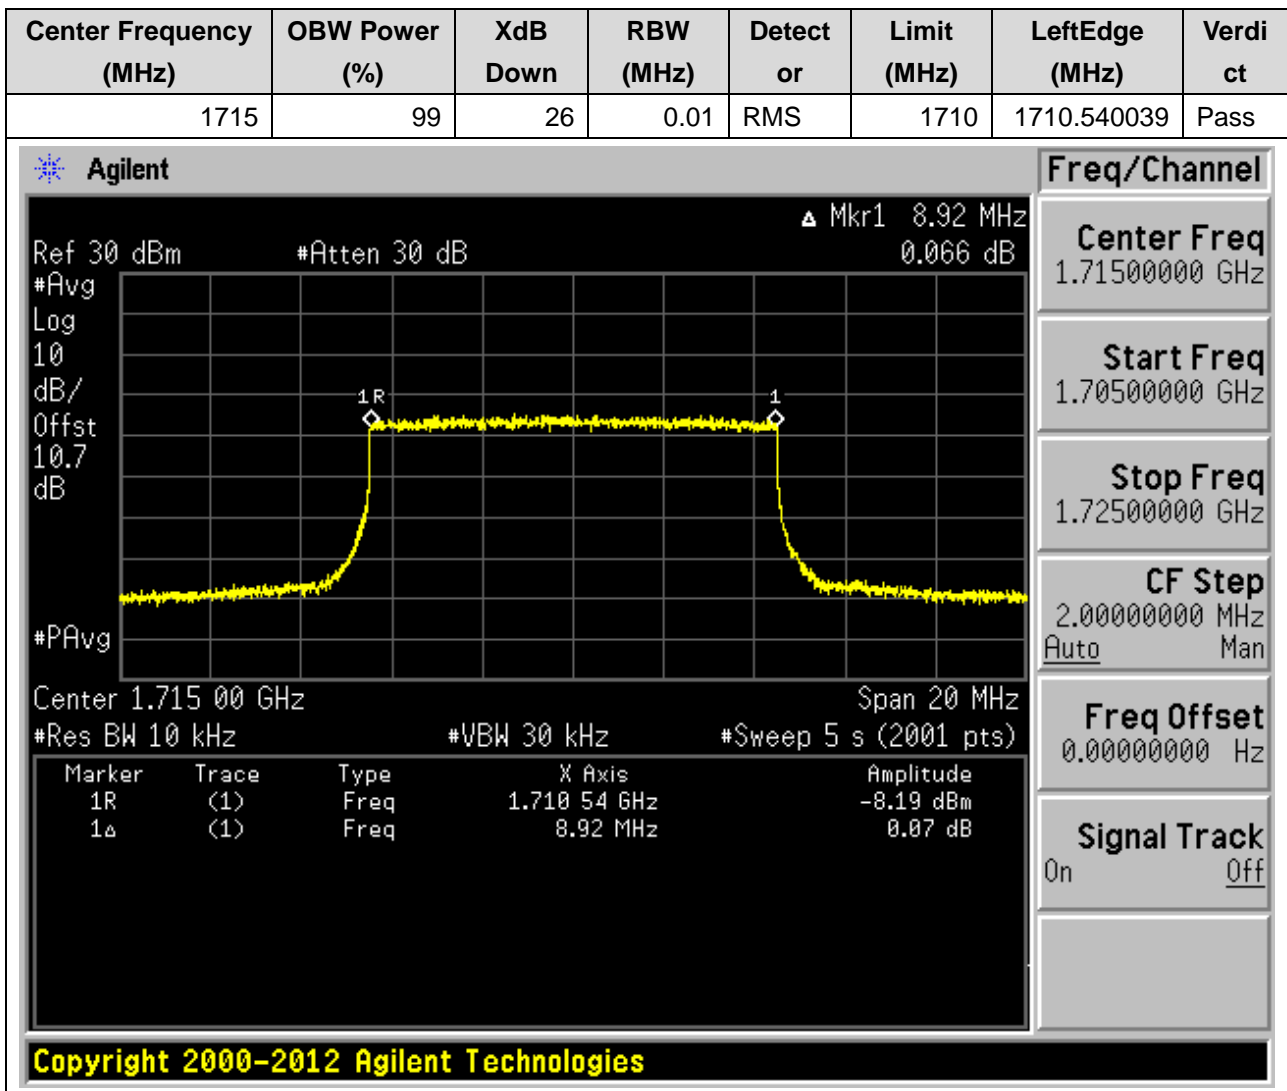 Center Frequency (MHz) OBW Power (%) XdB Down RBW (MHz) Detect or Limit (MHz) LeftEdge (MHz) Verdi ct
1715 99 26 0.01 RMS 1710 1710.540039 Pass
Agilent
Freq/Channel
Δ Mkr1 8.92 MHz
Ref 30 dBm #Atten 30 dB 0.066 dB
#Avg
Log
10
dB/
Offst
10.7
dB
#PAvg
1R
1
Center 1.715 00 GHz Span 20 MHz
#Res BW 10 kHz #VBW 30 kHz #Sweep 5 s (2001 pts)
Marker Trace Type X Axis Amplitude
1R (1) Freq 1.710 54 GHz -8.19 dBm
1Δ (1) Freq 8.92 MHz 0.07 dB
Center Freq
1.71500000 GHz
Start Freq
1.70500000 GHz
Stop Freq
1.72500000 GHz
CF Step
2.00000000 MHz
Auto Man
Freq Offset
0.00000000 Hz
Signal Track
On Off
Copyright 2000-2012 Agilent Technologies